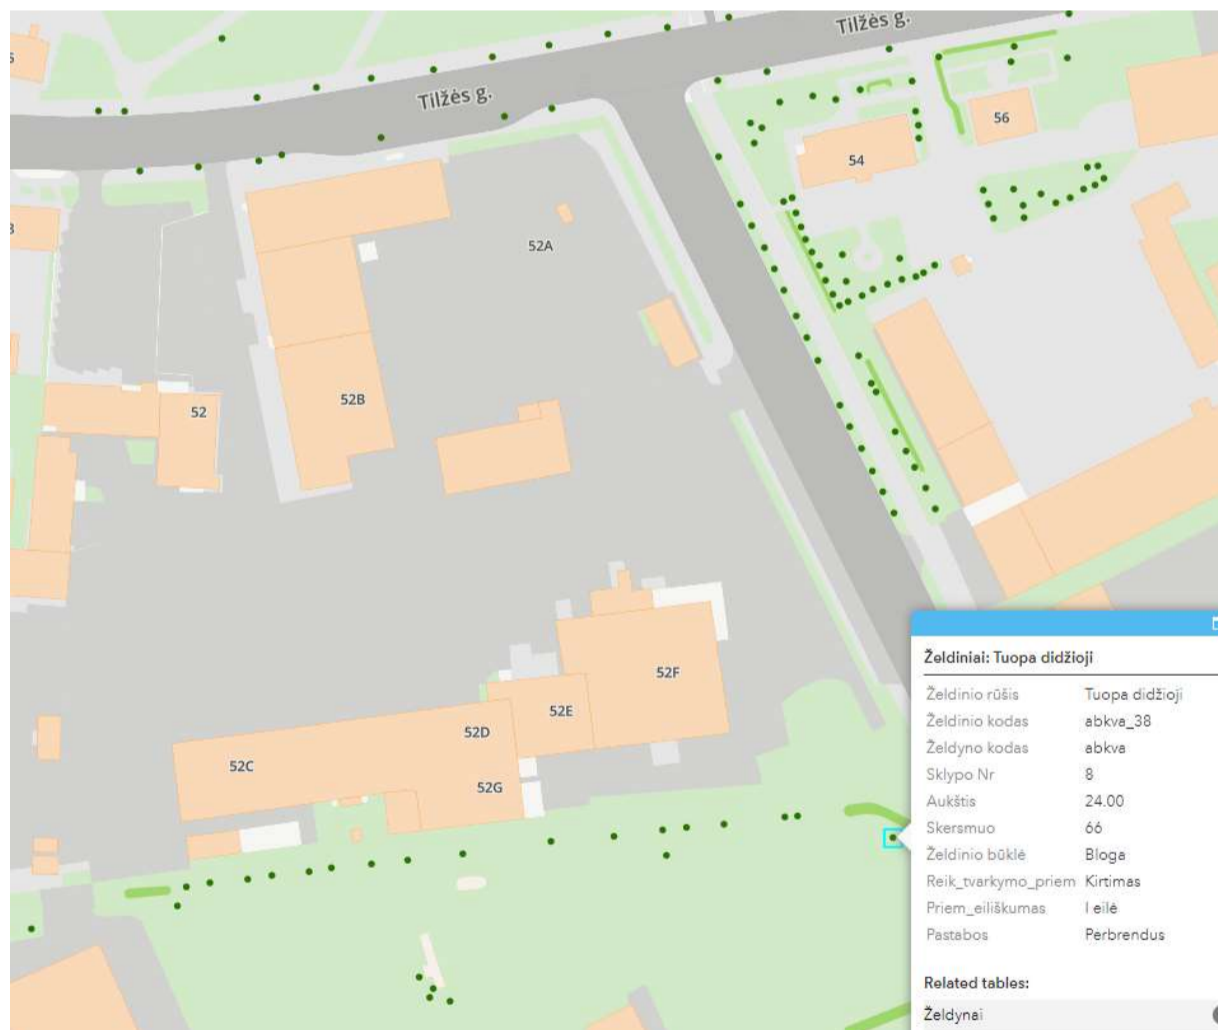 Tilžės g.
Tilžės g.
56
54
52A
52B
52
52F
52E
52D
52C
52G
Želdiniai: Tuopa didžioji
Želdinio rūšis Tuopa didžioji
Želdinio kodas abkva_38
Želdyno kodas abkva
Sklypo Nr 8
Aukštis 24.00
Skersmuo 66
Želdinio būklė Bloga
Reik_tvarkymo_priem Kirtimas
Priem_eiliškumas I eilė
Pastabos Perbrendus
Related tables:
Želdynai